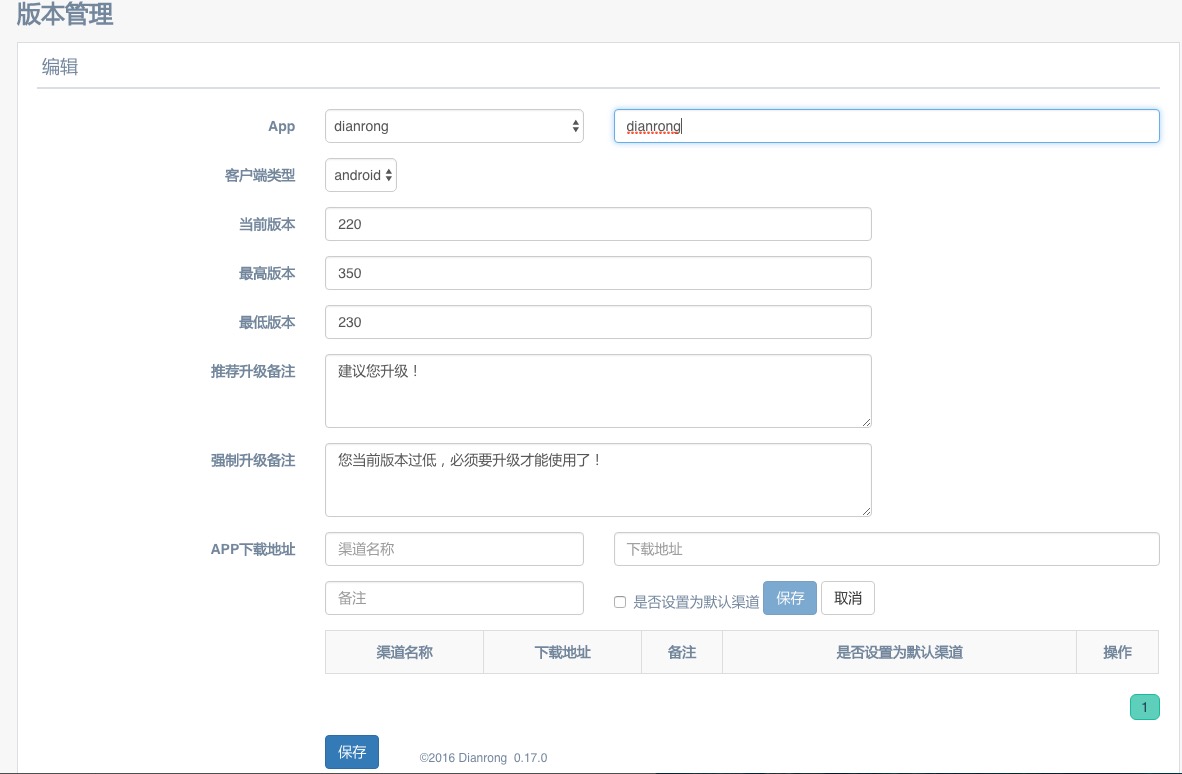 版本管理
编辑
App dianrong dianrong
客户端类型 android
当前版本 220
最高版本 350
最低版本 230
推荐升级备注 建议您升级！
强制升级备注 您当前版本过低，必须要升级才能使用了！
APP下载地址 渠道名称 下载地址
备注 是否设置为默认渠道 保存 取消
渠道名称 下载地址 备注 是否设置为默认渠道 操作
1
保存 ©2016 Dianrong 0.17.0